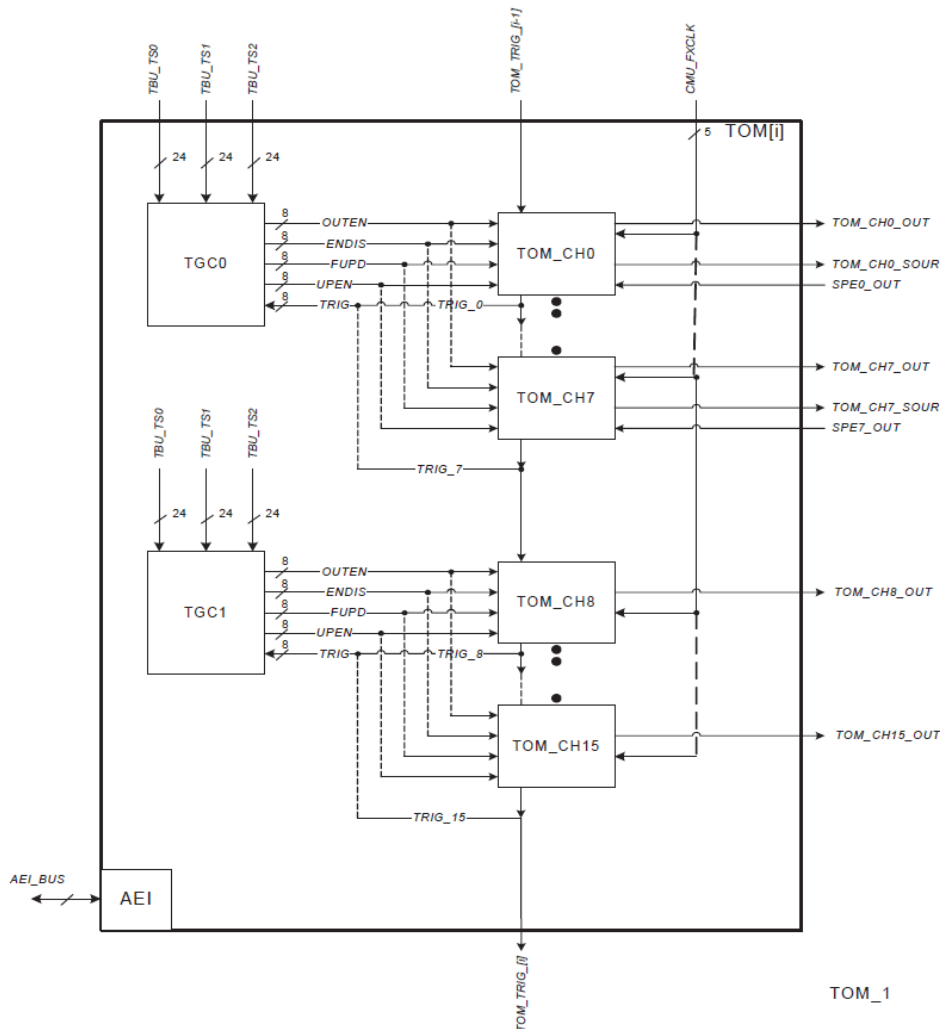 TBU_TS0
TBU_TS1
TBU_TS2
TOM_TRIG_[i-1]
CMU_FXCLK
5
TOM[i]
24
24
24
TGC0
8
OUTEN
8
ENDIS
8
FUPD
8
UPEN
8
TRIG
TRIG_0
TOM_CH0
TOM_CH0_OUT
TOM_CH0_SOUR
SPE0_OUT
TOM_CH7
TOM_CH7_OUT
TOM_CH7_SOUR
SPE7_OUT
TRIG_7
TBU_TS0
TBU_TS1
TBU_TS2
24
24
24
TGC1
8
OUTEN
8
ENDIS
8
FUPD
8
UPEN
8
TRIG
TRIG_8
TOM_CH8
TOM_CH8_OUT
TOM_CH15
TOM_CH15_OUT
TRIG_15
AEI_BUS
AEI
TOM_TRIG_[i]
TOM_1